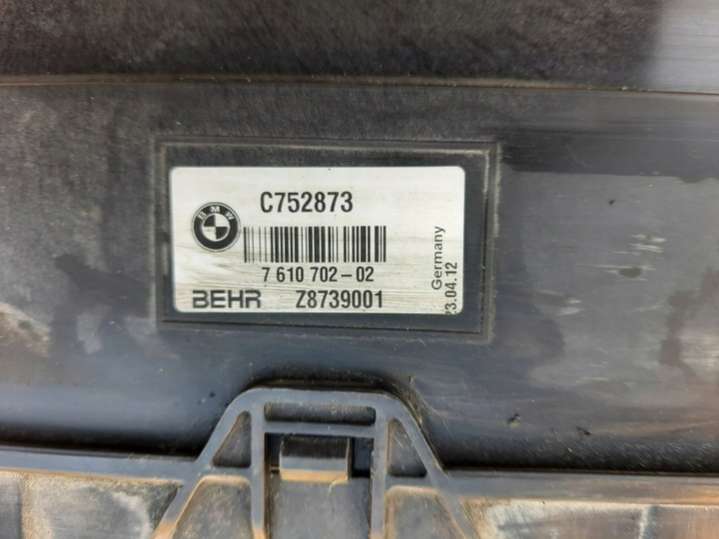 C752873
BMW
7 610 702-02
BEHR Z8739001
Germany
23.04.12